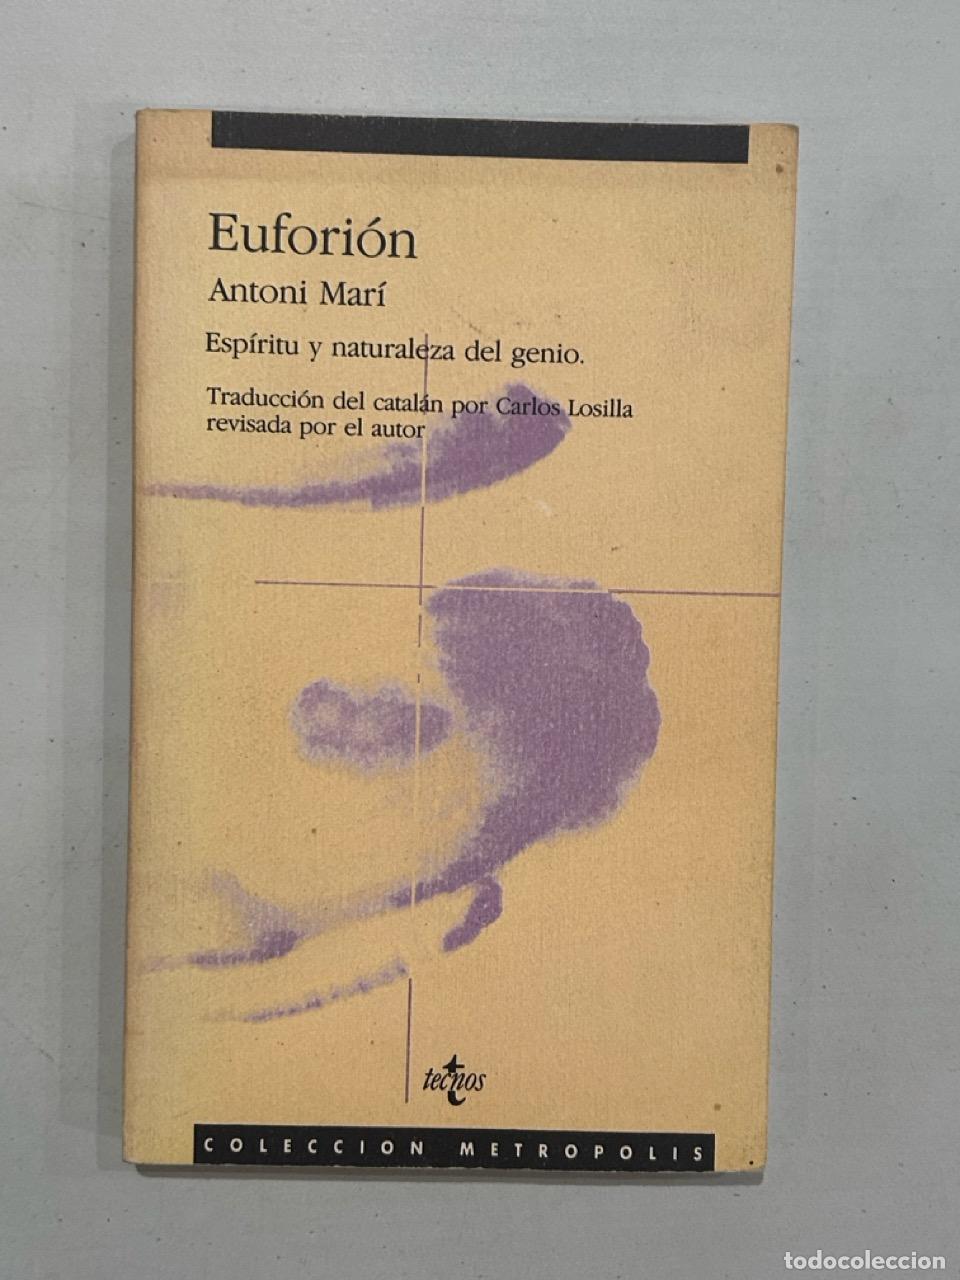 Euforión
Antoni Marí
Espíritu y naturaleza del genio.
Traducción del catalán por Carlos Losilla
revisada por el autor
tecnos
COLECCION METROPOLIS
todocoleccion